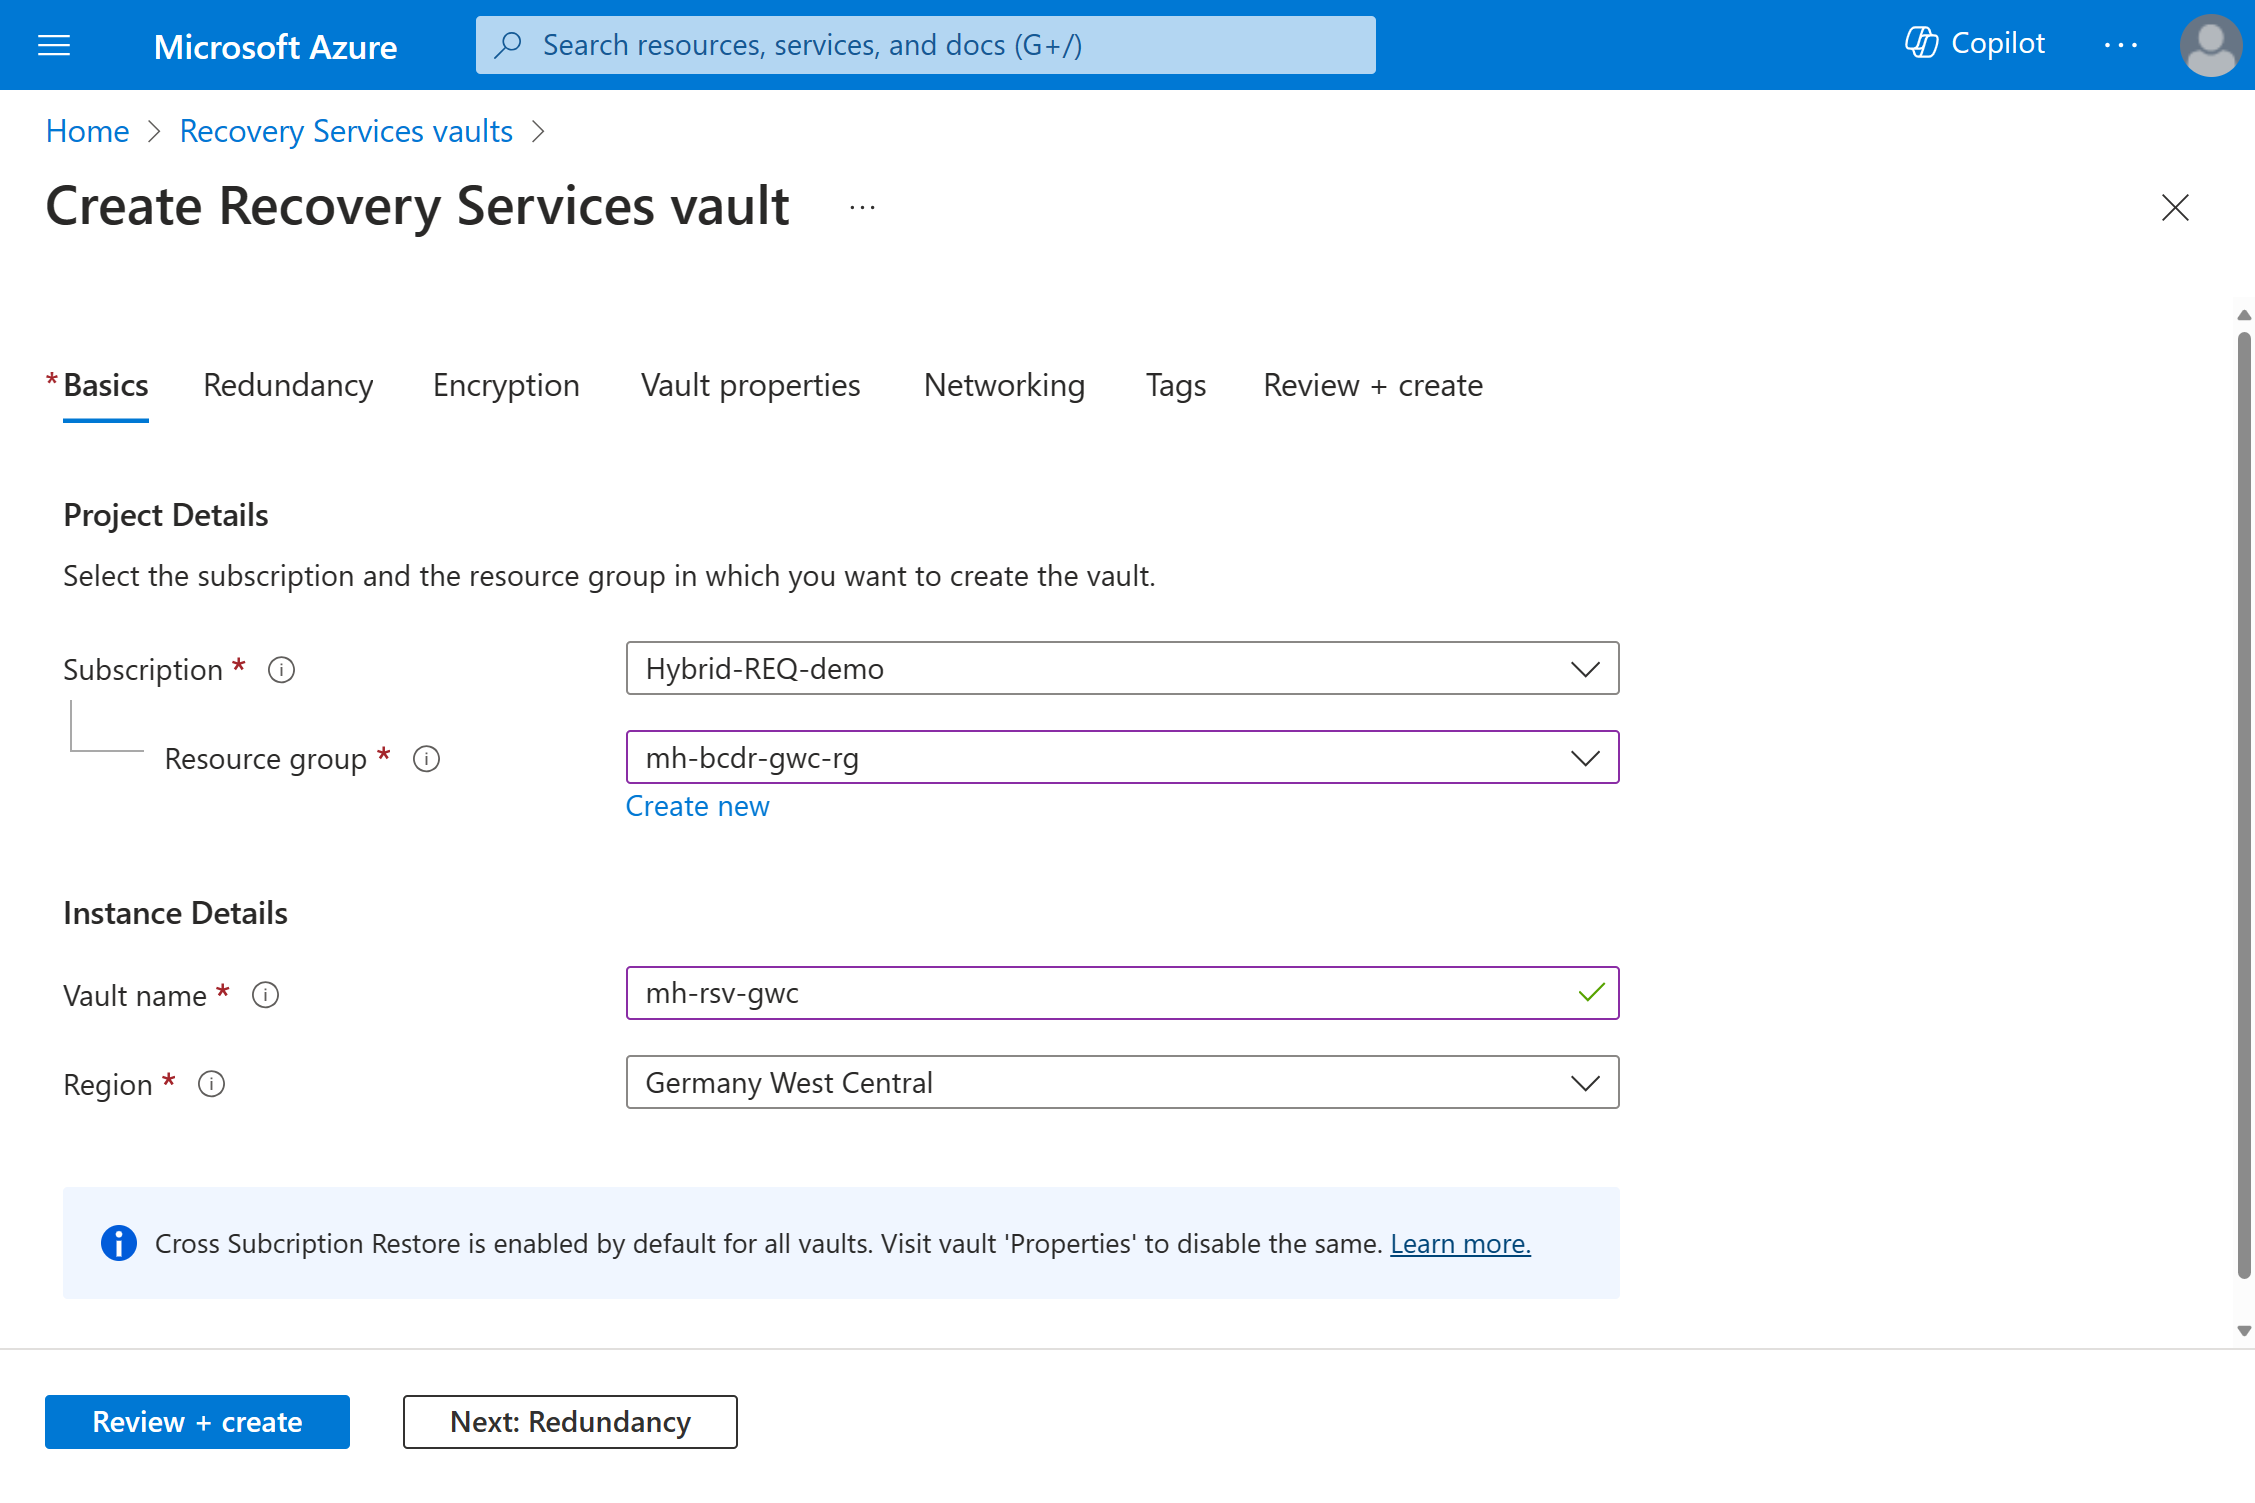 Microsoft Azure
Search resources, services, and docs (G+/)
Copilot
Home
Recovery Services vaults
Create Recovery Services vault
* Basics
Redundancy
Encryption
Vault properties
Networking
Tags
Review + create
Project Details
Select the subscription and the resource group in which you want to create the vault.
Subscription *
Hybrid-REQ-demo
Resource group *
mh-bcdr-gwc-rg
Create new
Instance Details
Vault name *
mh-rsv-gwc
Region *
Germany West Central
Cross Subcription Restore is enabled by default for all vaults. Visit vault 'Properties' to disable the same. Learn more.
Review + create
Next: Redundancy